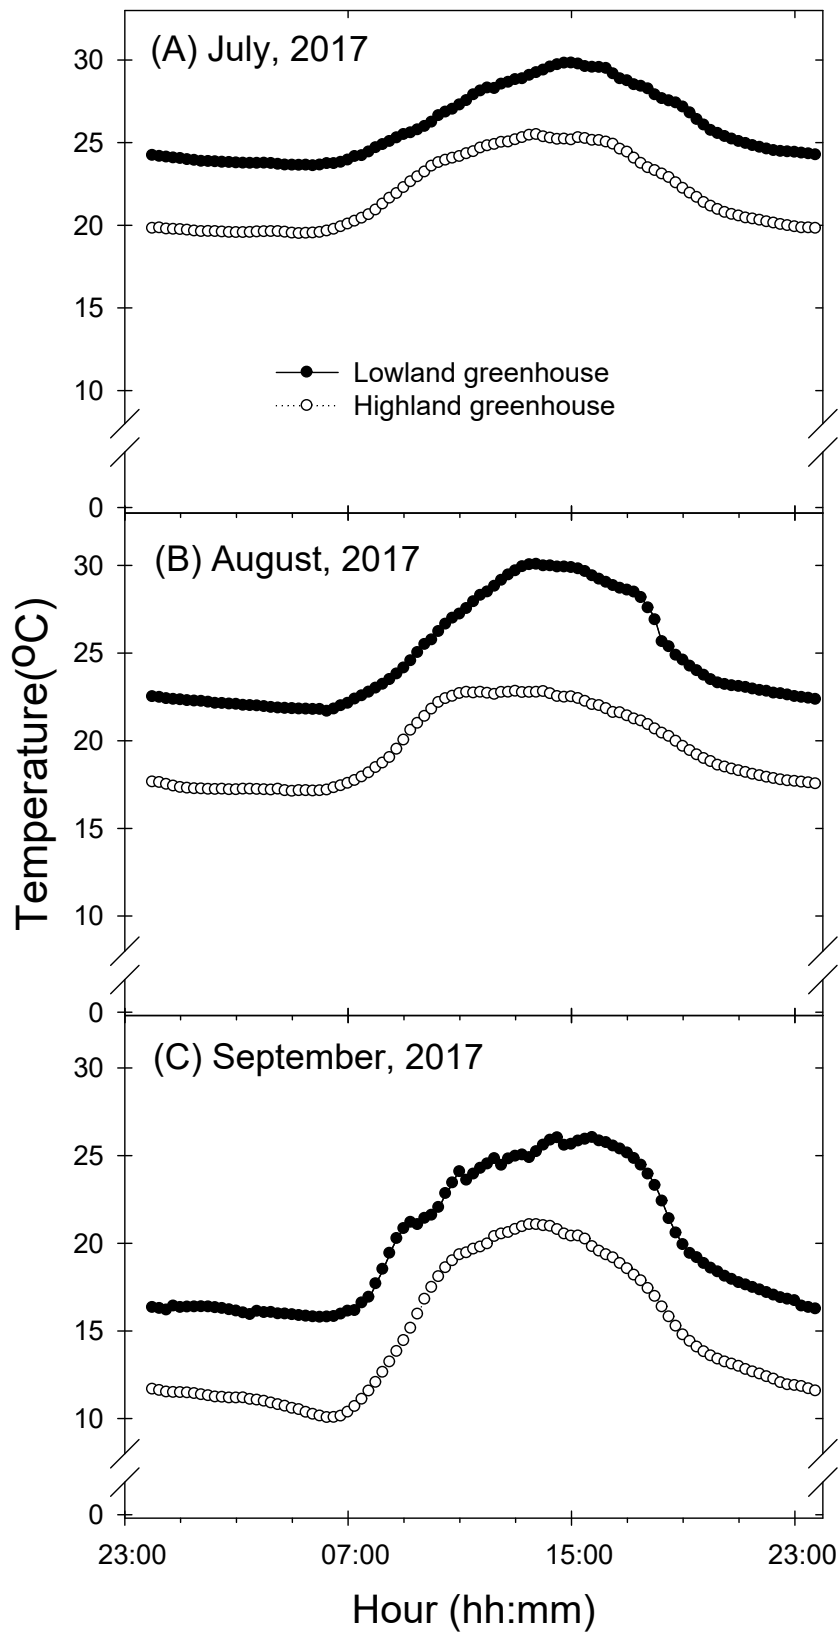 (A) July, 2017
30
25
20
15
10
0
Lowland greenhouse
Highland greenhouse
(B) August, 2017
30
25
20
15
10
0
(C) September, 2017
30
25
20
15
10
0
Temperature(ºC)
23:00 07:00 15:00 23:00
Hour (hh:mm)